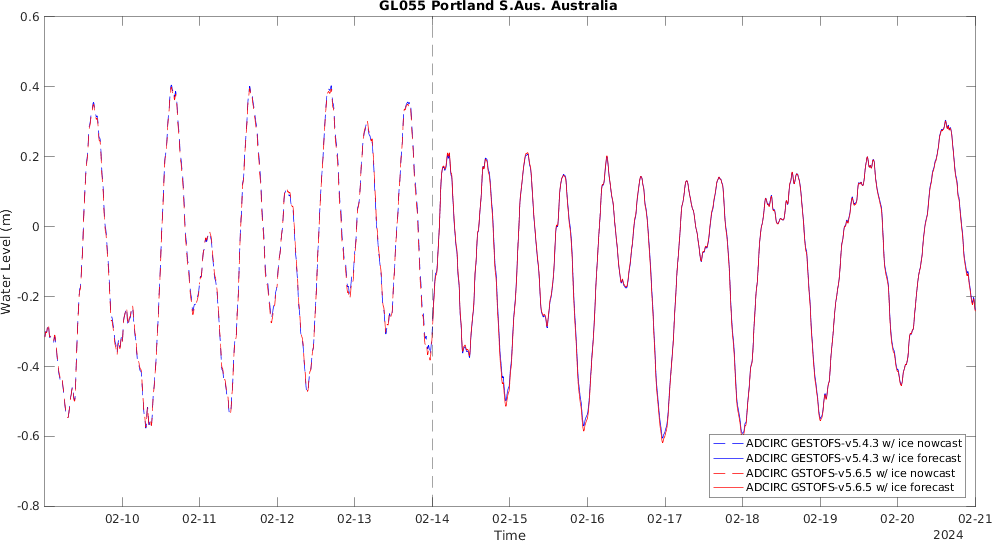 GL055 Portland S.Aus. Australia
Water Level (m)
0.6
0.4
0.2
0
-0.2
-0.4
-0.6
-0.8
ADCIRC GESTOFS-v5.4.3 w/ ice nowcast
ADCIRC GESTOFS-v5.4.3 w/ ice forecast
ADCIRC GSTOFS-v5.6.5 w/ ice nowcast
ADCIRC GSTOFS-v5.6.5 w/ ice forecast
02-10 02-11 02-12 02-13 02-14 02-15 02-16 02-17 02-18 02-19 02-20 02-21
Time
2024